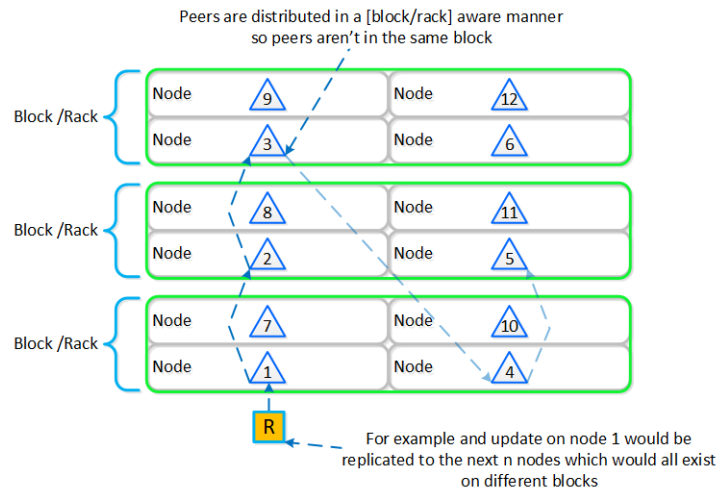 Peers are distributed in a [block/rack] aware manner
so peers aren't in the same block
Block /Rack
Node 9 Node 12
Node 3 Node 6
Block /Rack
Node 8 Node 11
Node 2 Node 5
Block /Rack
Node 7 Node 10
Node 1 Node 4
R
For example and update on node 1 would be
replicated to the next n nodes which would all exist
on different blocks